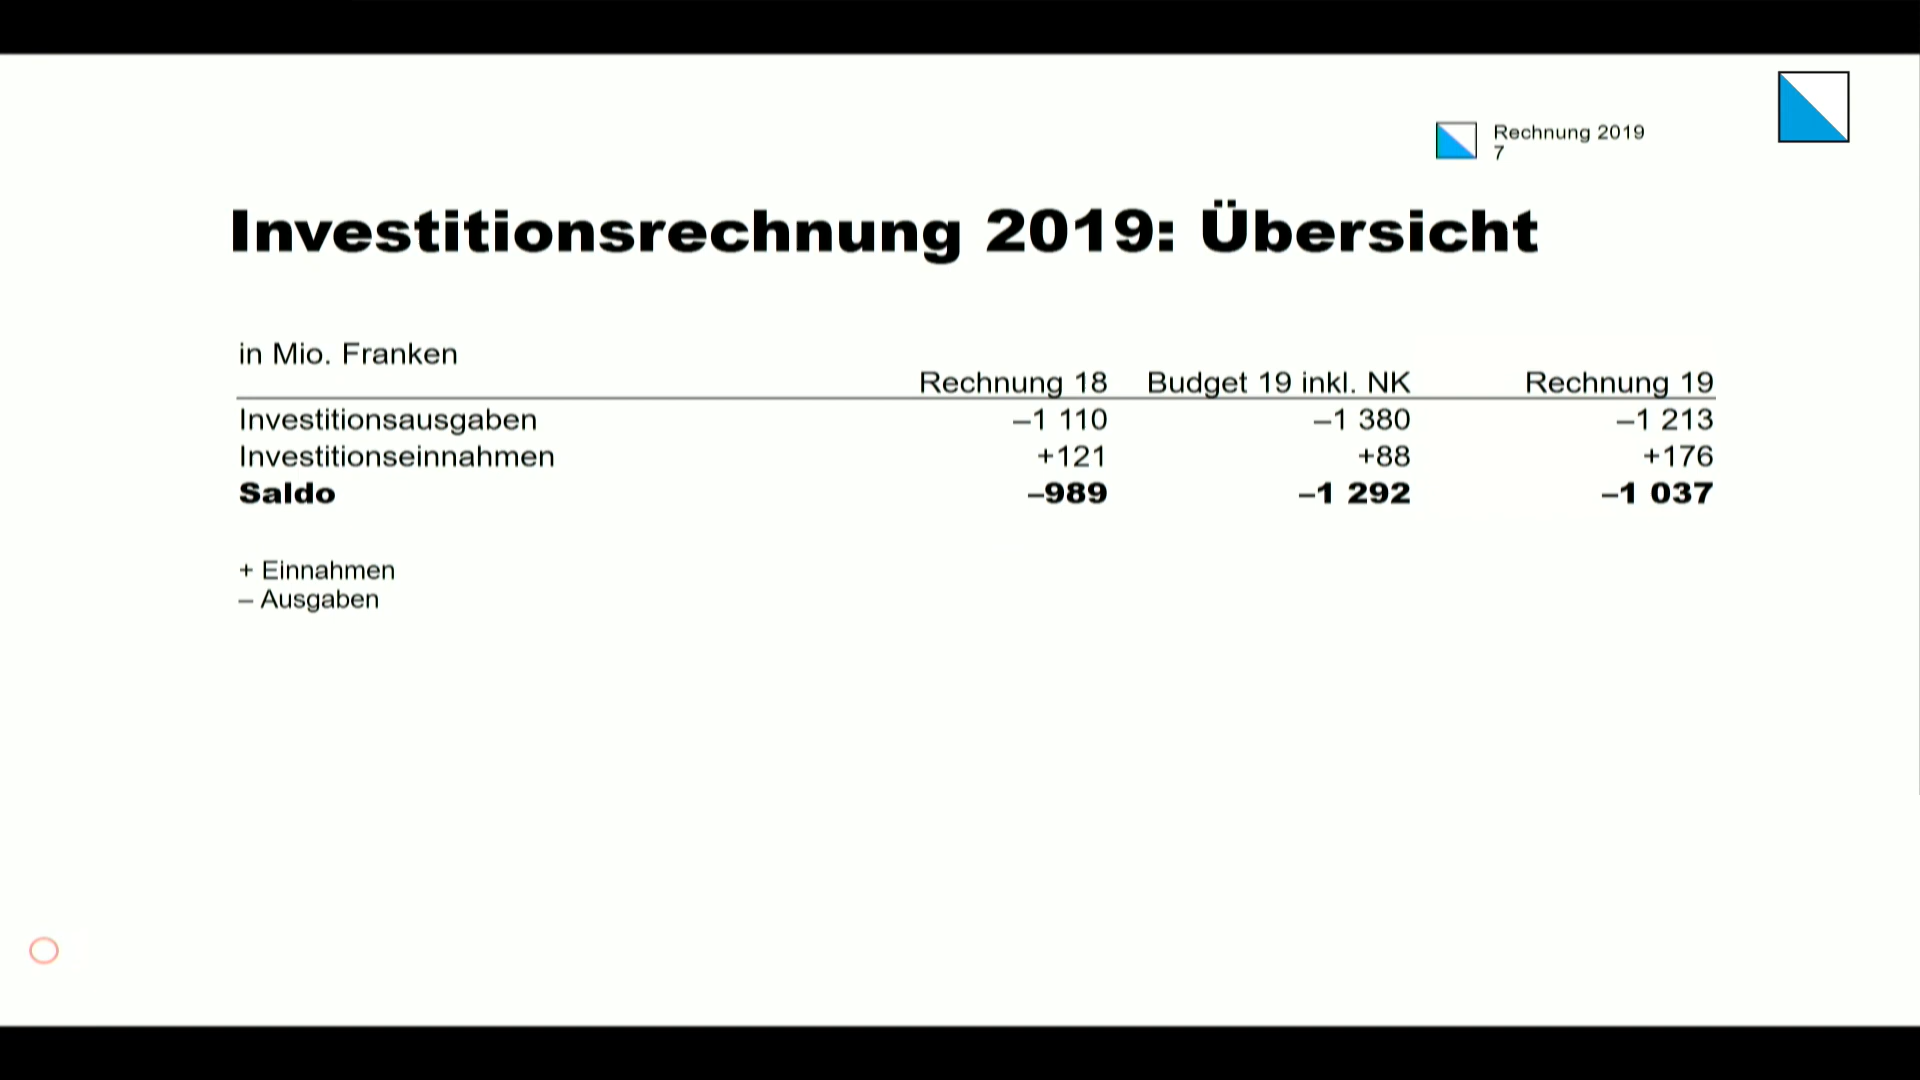 Rechnung 2019
7
Investitionsrechnung 2019: Übersicht
in Mio. Franken
Rechnung 18 Budget 19 inkl. NK Rechnung 19
Investitionsausgaben –1 110 –1 380 –1 213
Investitionseinnahmen +121 +88 +176
Saldo –989 –1 292 –1 037
+ Einnahmen
– Ausgaben